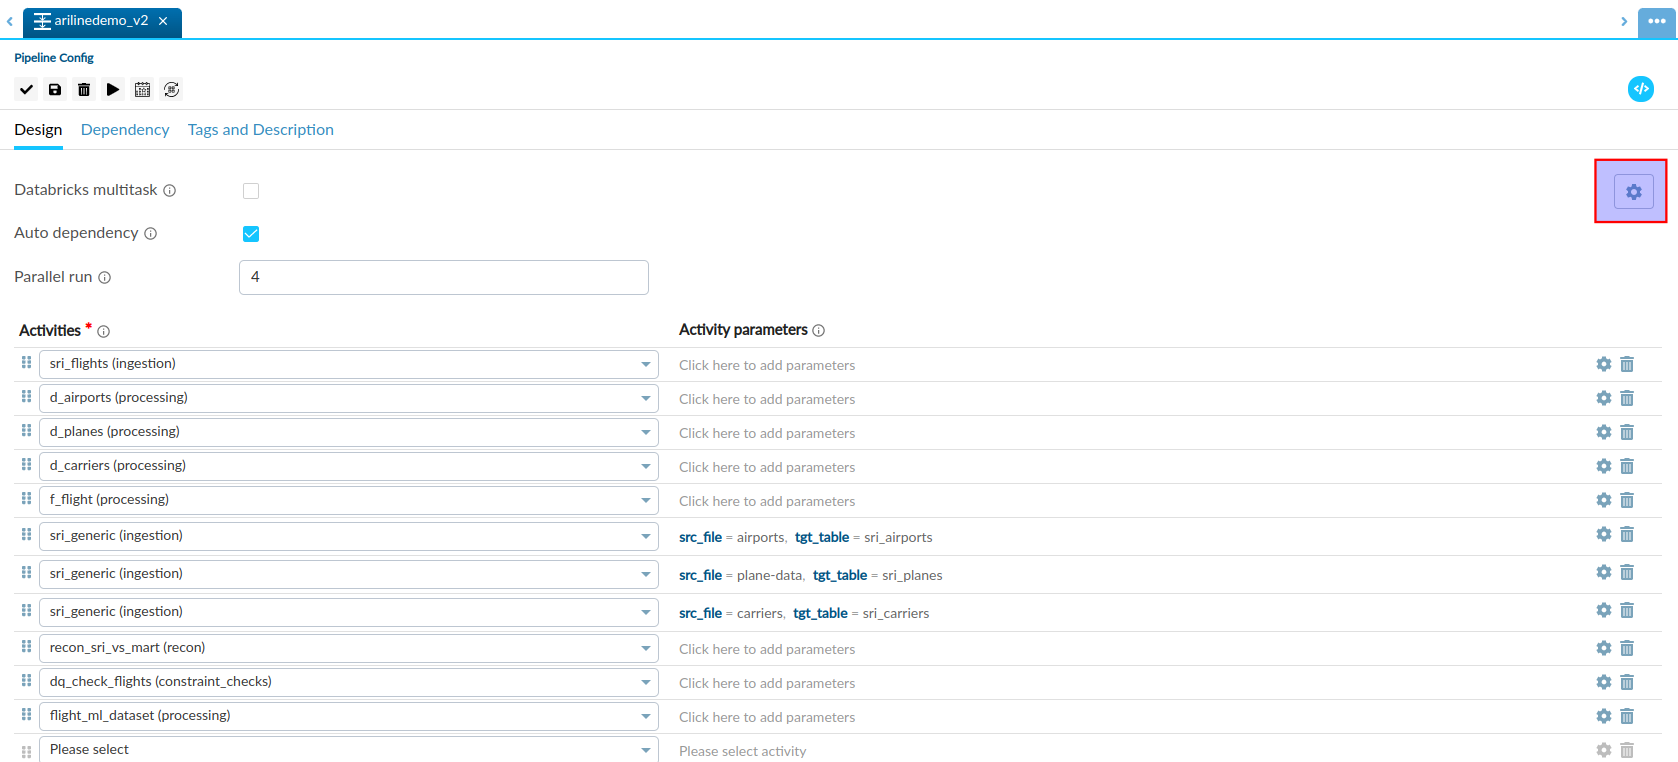 arilinedemo_v2
Pipeline Config
Design Dependency Tags and Description
Databricks multitask
Auto dependency
Parallel run 4
Activities * Activity parameters
sri_flights (ingestion) Click here to add parameters
d_airports (processing) Click here to add parameters
d_planes (processing) Click here to add parameters
d_carriers (processing) Click here to add parameters
f_flight (processing) Click here to add parameters
sri_generic (ingestion) src_file = airports, tgt_table = sri_airports
sri_generic (ingestion) src_file = plane-data, tgt_table = sri_planes
sri_generic (ingestion) src_file = carriers, tgt_table = sri_carriers
recon_sri_vs_mart (recon) Click here to add parameters
dq_check_flights (constraint_checks) Click here to add parameters
flight_ml_dataset (processing) Click here to add parameters
Please select Please select activity